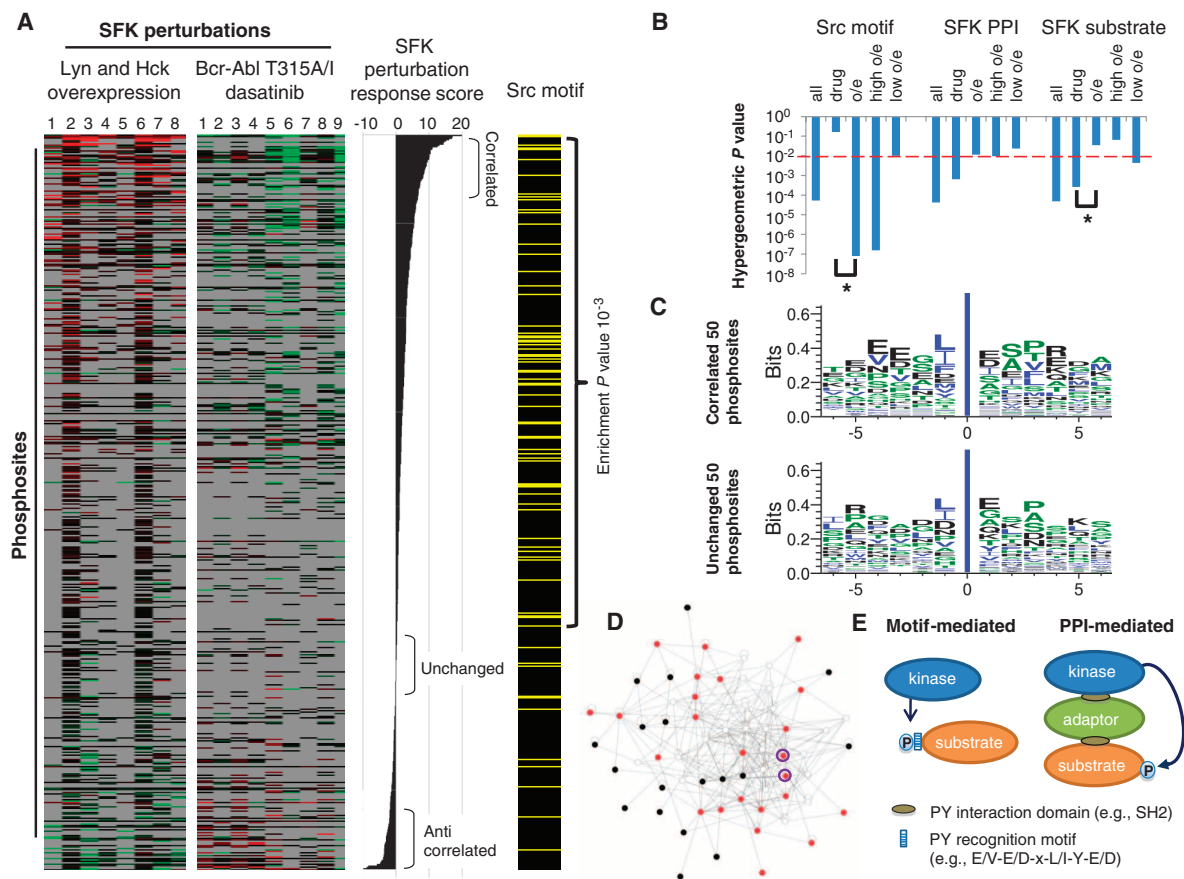 A
SFK perturbations
Lyn and Hck
overexpression
Bcr-Abl T315A/I
dasatinib
SFK
perturbation
response score
Src motif
1 2 3 4 5 6 7 8
1 2 3 4 5 6 7 8 9
-10 0 10 20
Phosphosites
Correlated
Unchanged
Anti
correlated
Enrichment P value 10-3
B
Src motif
SFK PPI
SFK substrate
all
drug
o/e
high o/e
low o/e
all
drug
o/e
high o/e
low o/e
all
drug
o/e
high o/e
low o/e
Hypergeometric P value
100
10-1
10-2
10-3
10-4
10-5
10-6
10-7
10-8
*
*
C
Correlated 50
phosphosites
Bits
0.6
0.4
0.2
0.0
-5 0 5
Unchanged 50
phosphosites
Bits
0.6
0.4
0.2
0.0
-5 0 5
D
E
Motif-mediated
PPI-mediated
kinase
P
substrate
kinase
adaptor
substrate
P
PY interaction domain (e.g., SH2)
PY recognition motif
(e.g., E/V-E/D-x-L/I-Y-E/D)